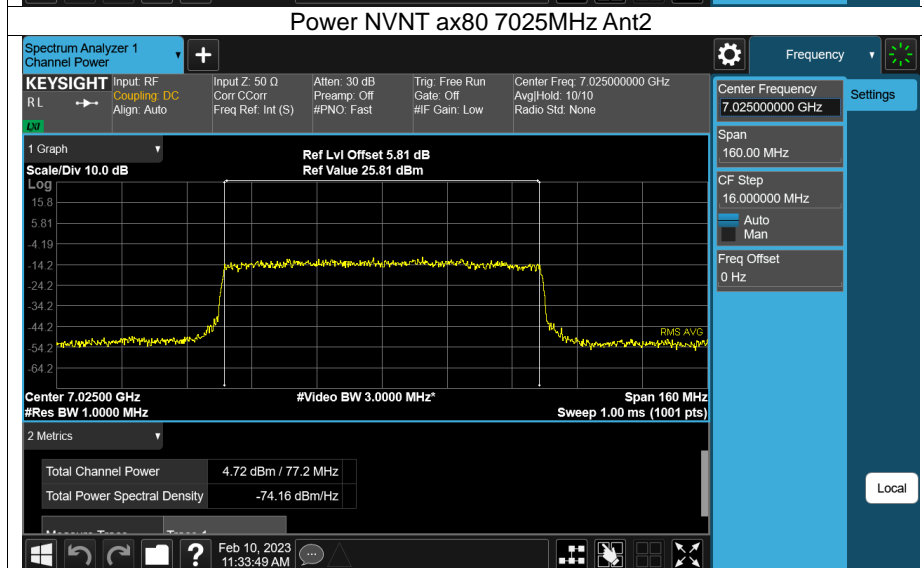 Power NVNT ax80 7025MHz Ant2
Spectrum Analyzer 1
Channel Power
+
Frequency
KEYSIGHT
RL
LXI
Input: RF
Coupling: DC
Align: Auto
Input Z: 50 Ω
Corr CCorr
Freq Ref: Int (S)
Atten: 30 dB
Preamp: Off
#PNO: Fast
Trig: Free Run
Gate: Off
#IF Gain: Low
Center Freq: 7.025000000 GHz
Avg|Hold: 10/10
Radio Std: None
Center Frequency
7.025000000 GHz
Settings
Span
160.00 MHz
CF Step
16.000000 MHz
Auto
Man
Freq Offset
0 Hz
1 Graph
Scale/Div 10.0 dB
Ref Lvl Offset 5.81 dB
Ref Value 25.81 dBm
Log
15.8
5.81
-4.19
-14.2
-24.2
-34.2
-44.2
-54.2
-64.2
RMS AVG
Center 7.02500 GHz
#Video BW 3.0000 MHz*
Span 160 MHz
#Res BW 1.0000 MHz
Sweep 1.00 ms (1001 pts)
2 Metrics
Total Channel Power 4.72 dBm / 77.2 MHz
Total Power Spectral Density -74.16 dBm/Hz
Local
?
Feb 10, 2023
11:33:49 AM